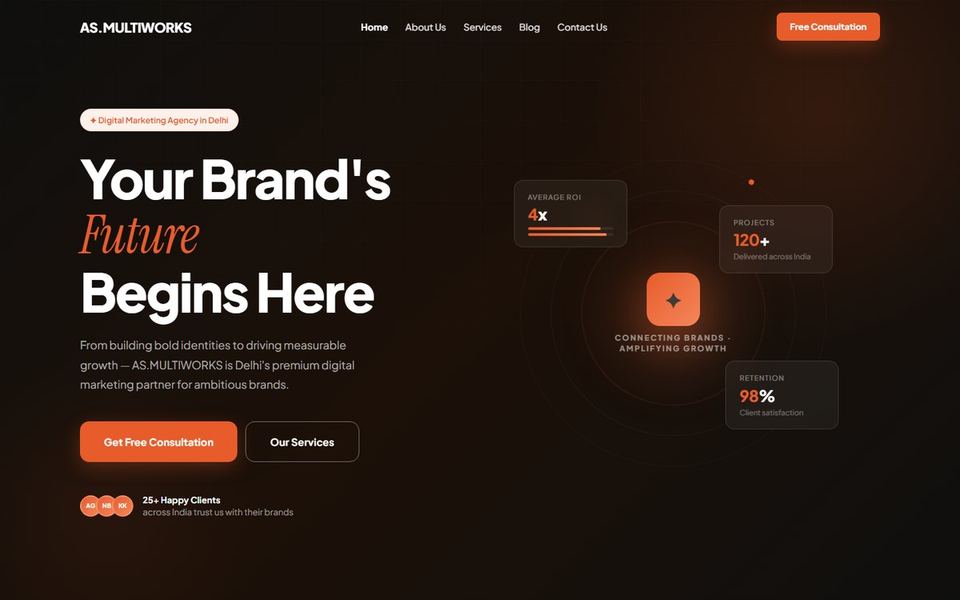 AS.MULTIWORKS
Home
About Us
Services
Blog
Contact Us
Free Consultation
✦ Digital Marketing Agency in Delhi
Your Brand's
Future
Begins Here
From building bold identities to driving measurable
growth — AS.MULTIWORKS is Delhi's premium digital
marketing partner for ambitious brands.
Get Free Consultation
Our Services
AG
NB
KK
25+ Happy Clients
across India trust us with their brands
AVERAGE ROI
4x
PROJECTS
120+
Delivered across India
CONNECTING BRANDS ·
AMPLIFYING GROWTH
RETENTION
98%
Client satisfaction